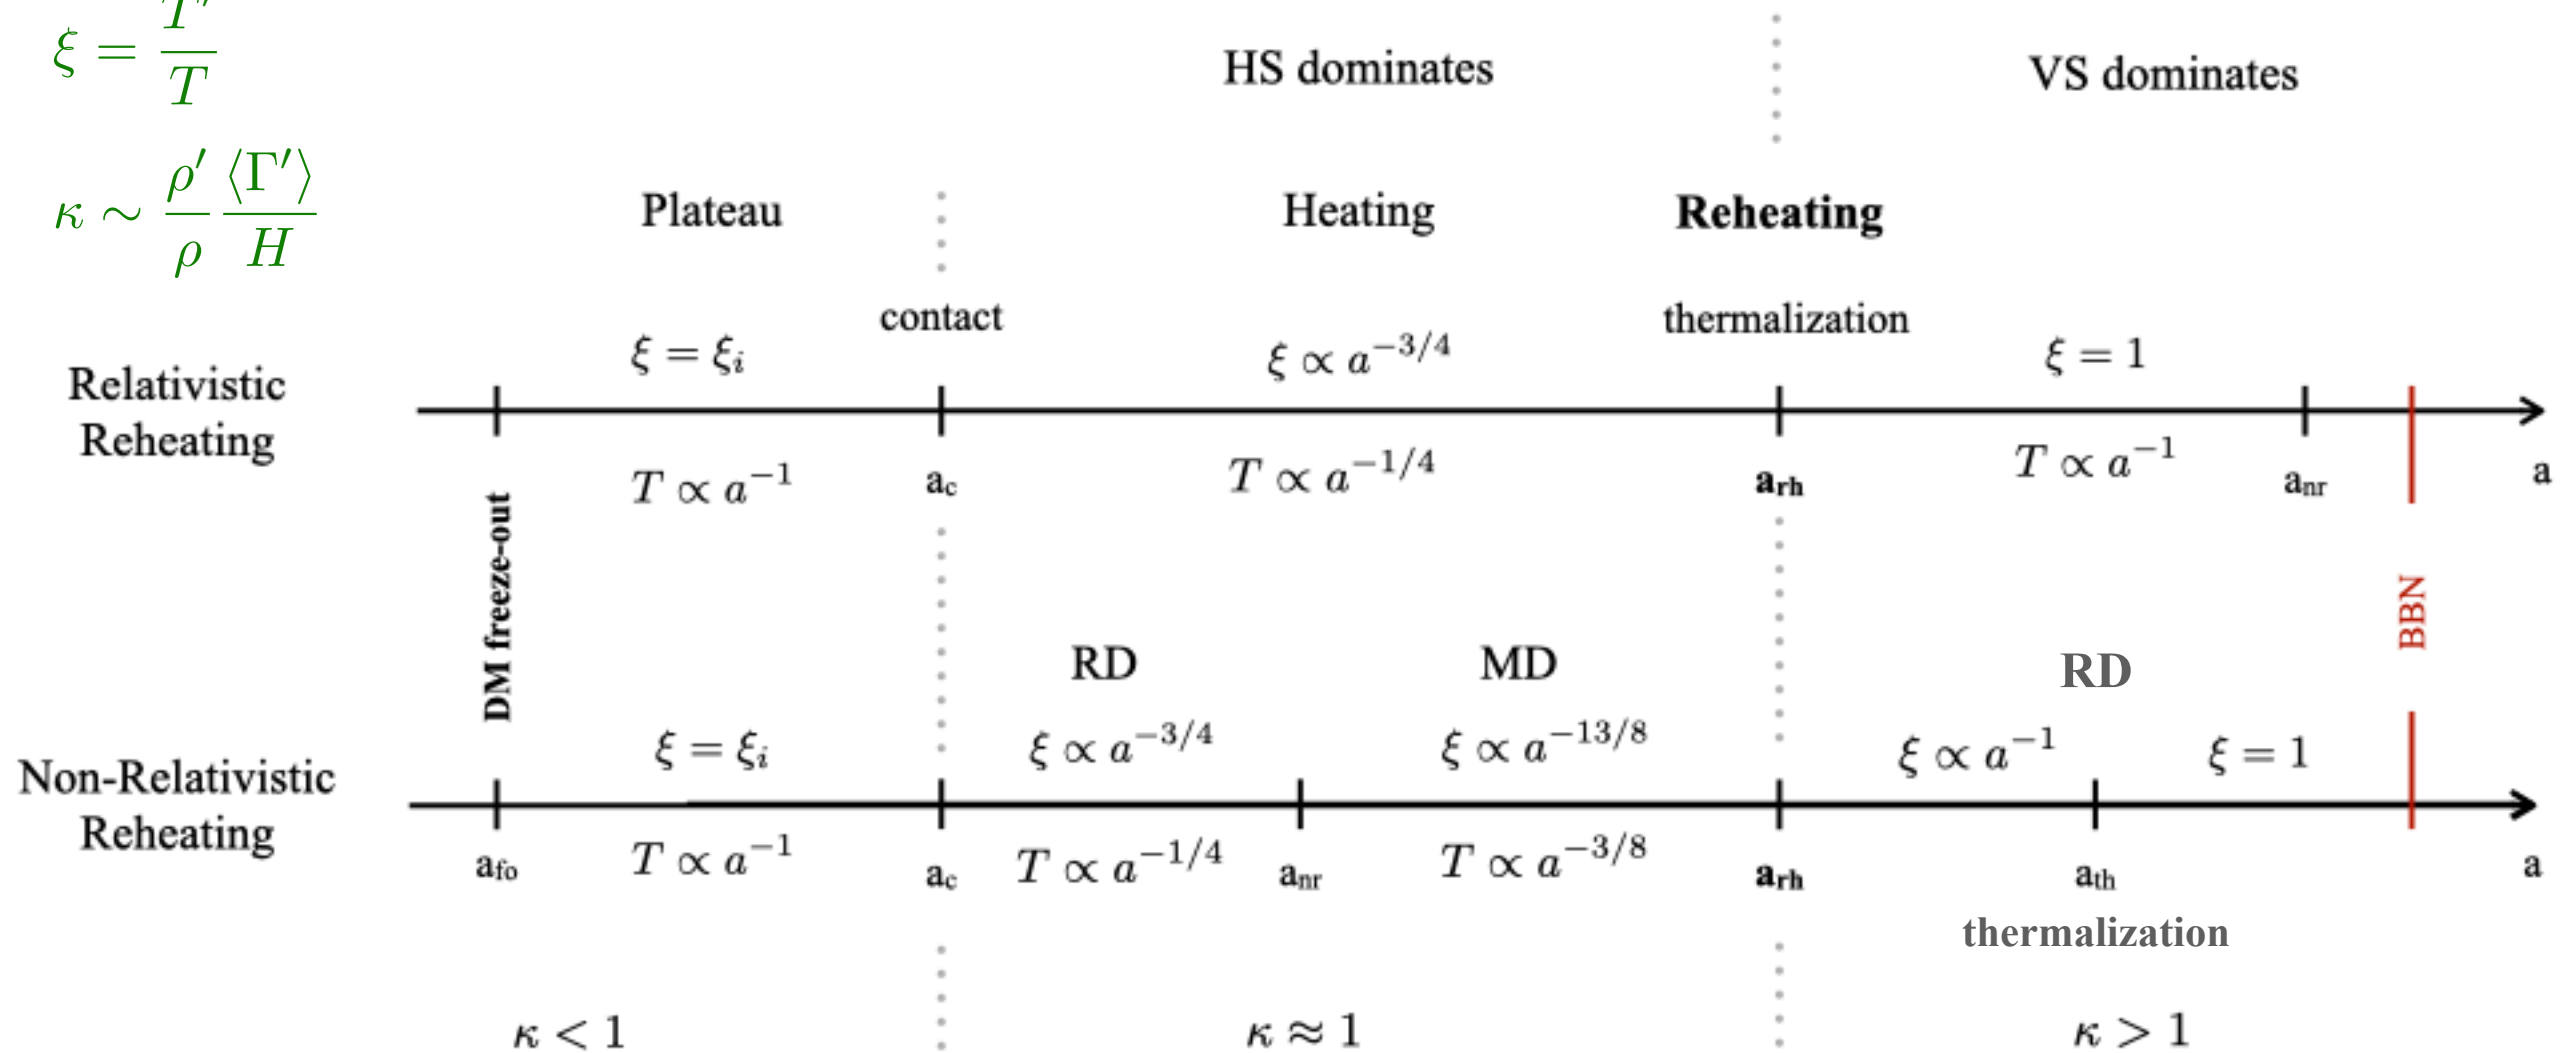 ξ = T′/T
κ ∼ ρ′/ρ ⟨Γ′⟩/H
HS dominates
VS dominates
Plateau
Heating
Reheating
contact
thermalization
Relativistic
Reheating
ξ = ξᵢ
ξ ∝ a^{−3/4}
ξ = 1
T ∝ a^{−1}
a_c
T ∝ a^{−1/4}
a_rh
T ∝ a^{−1}
a_nr
a
DM freeze-out
BBN
RD
MD
RD
Non-Relativistic
Reheating
ξ = ξᵢ
ξ ∝ a^{−3/4}
ξ ∝ a^{−13/8}
ξ ∝ a^{−1}
ξ = 1
a_fo
T ∝ a^{−1}
a_c
T ∝ a^{−1/4}
a_nr
T ∝ a^{−3/8}
a_rh
a_th
a
thermalization
κ < 1
κ ≈ 1
κ > 1